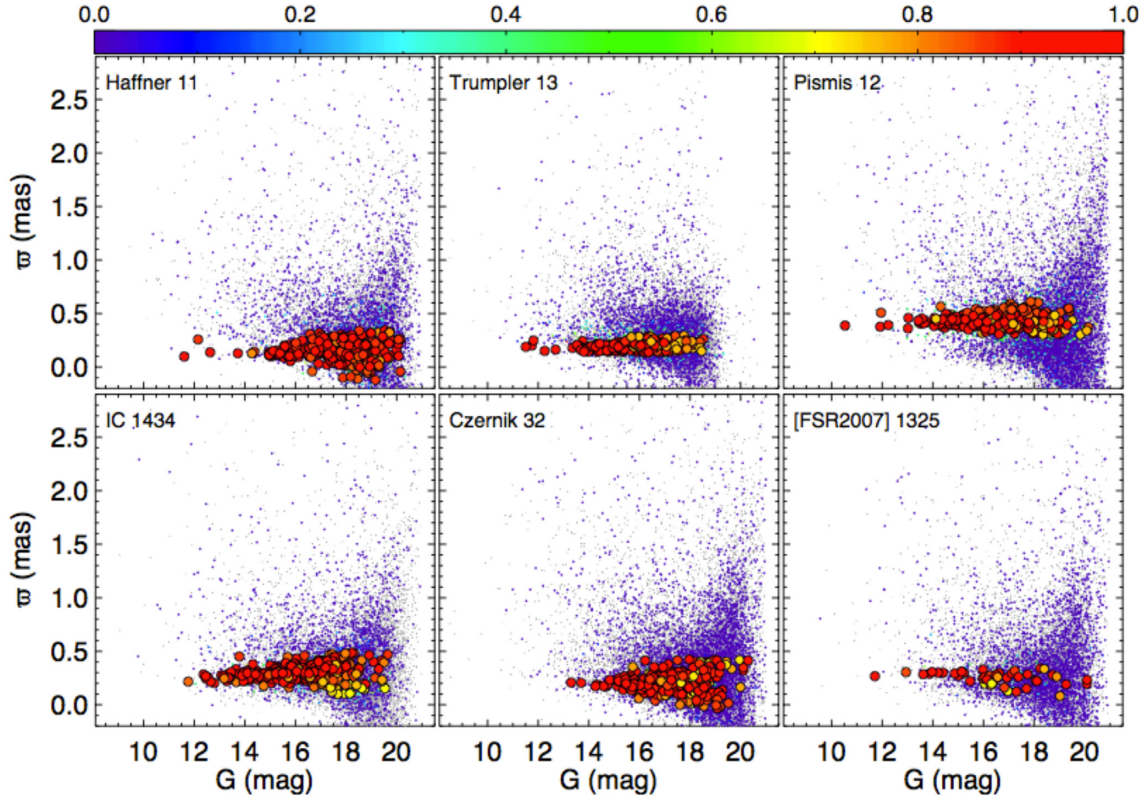 0.0 0.2 0.4 0.6 0.8 1.0
Haffner 11 Trumpler 13 Pismis 12
2.5
2.0
1.5
1.0
0.5
0.0
ϖ (mas)
IC 1434 Czernik 32 [FSR2007] 1325
2.5
2.0
1.5
1.0
0.5
0.0
ϖ (mas)
10 12 14 16 18 20 10 12 14 16 18 20 10 12 14 16 18 20
G (mag) G (mag) G (mag)